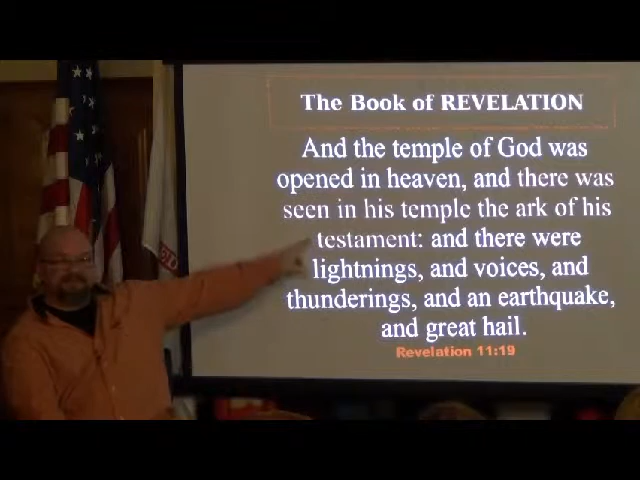 The Book of REVELATION
And the temple of God was
opened in heaven, and there was
seen in his temple the ark of his
testament: and there were
lightnings, and voices, and
thunderings, and an earthquake,
and great hail.
Revelation 11:19